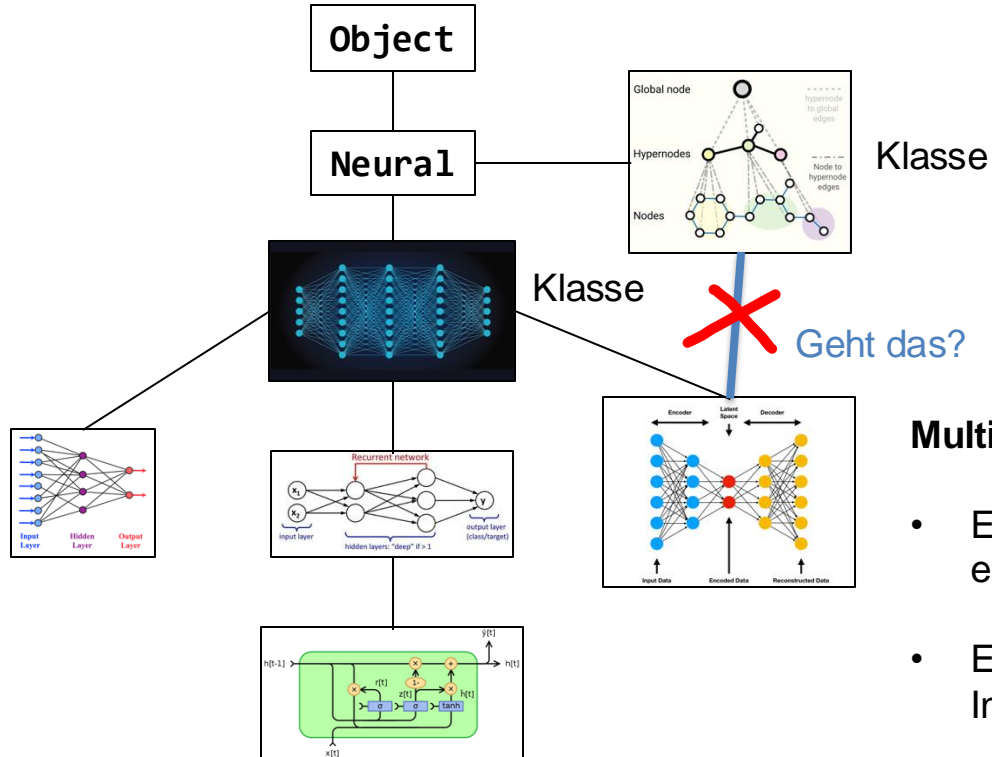 Object
Neural
Global node
hypernode
to global
edges
Hypernodes
Node to
hypernode
edges
Nodes
Klasse
Klasse
Geht das?
Input
Layer
Hidden
Layer
Output
Layer
Recurrent network
x1
x2
y
input layer
hidden layers: "deep" if > 1
output layer
(class/target)
Encoder
Latent
Space
Decoder
Input Data
Encoded Data
Reconstructed Data
Multi
• E
e
• E
In
ŷ[t]
h[t-1]
h[t]
× +
1-
r[t]
z[t]
ĥ[t]
× ×
σ σ tanh
x[t]